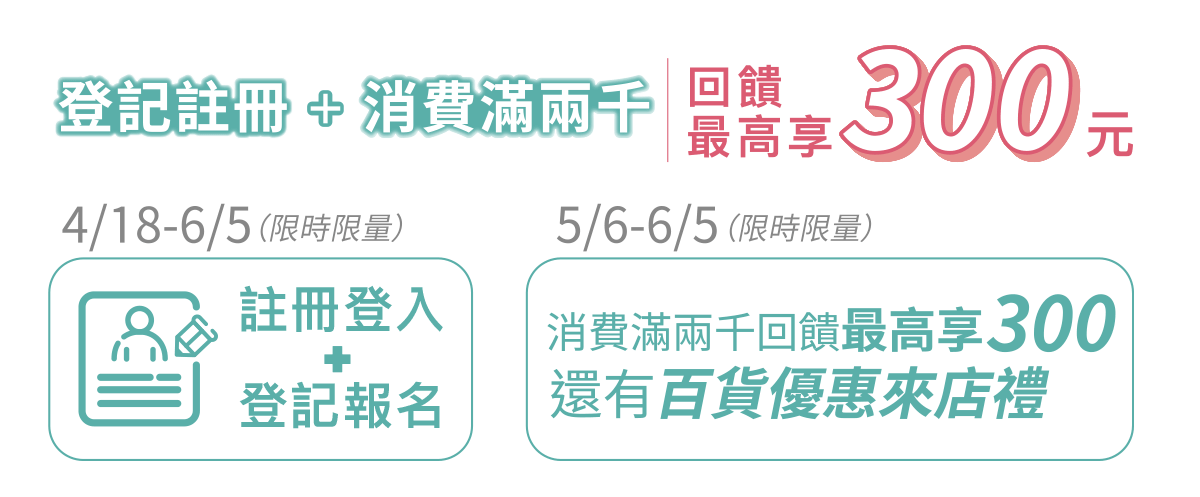 登記註冊 + 消費滿兩千
回饋
最高享300元
4/18-6/5(限時限量)
註冊登入
+
登記報名
5/6-6/5(限時限量)
消費滿兩千回饋最高享300
還有百貨優惠來店禮